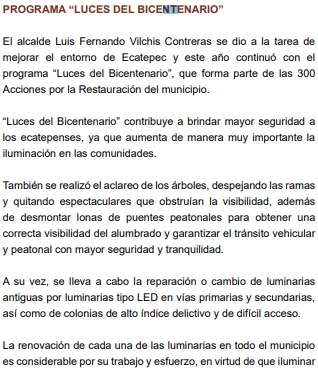 PROGRAMA “LUCES DEL BICENTENARIO”
El alcalde Luis Fernando Vilchis Contreras se dio a la tarea de
mejorar el entorno de Ecatepec y este año continuó con el
programa “Luces del Bicentenario”, que forma parte de las 300
Acciones por la Restauración del municipio.
“Luces del Bicentenario” contribuye a brindar mayor seguridad a
los ecatepenses, ya que aumenta de manera muy importante la
iluminación en las comunidades.
También se realizó el aclareo de los árboles, despejando las ramas
y quitando espectaculares que obstruían la visibilidad, además
de desmontar lonas de puentes peatonales para obtener una
correcta visibilidad del alumbrado y garantizar el tránsito vehicular
y peatonal con mayor seguridad y tranquilidad.
A su vez, se lleva a cabo la reparación o cambio de luminarias
antiguas por luminarias tipo LED en vías primarias y secundarias,
así como de colonias de alto índice delictivo y de difícil acceso.
La renovación de cada una de las luminarias en todo el municipio
es considerable por su trabajo y esfuerzo, en virtud de que iluminar